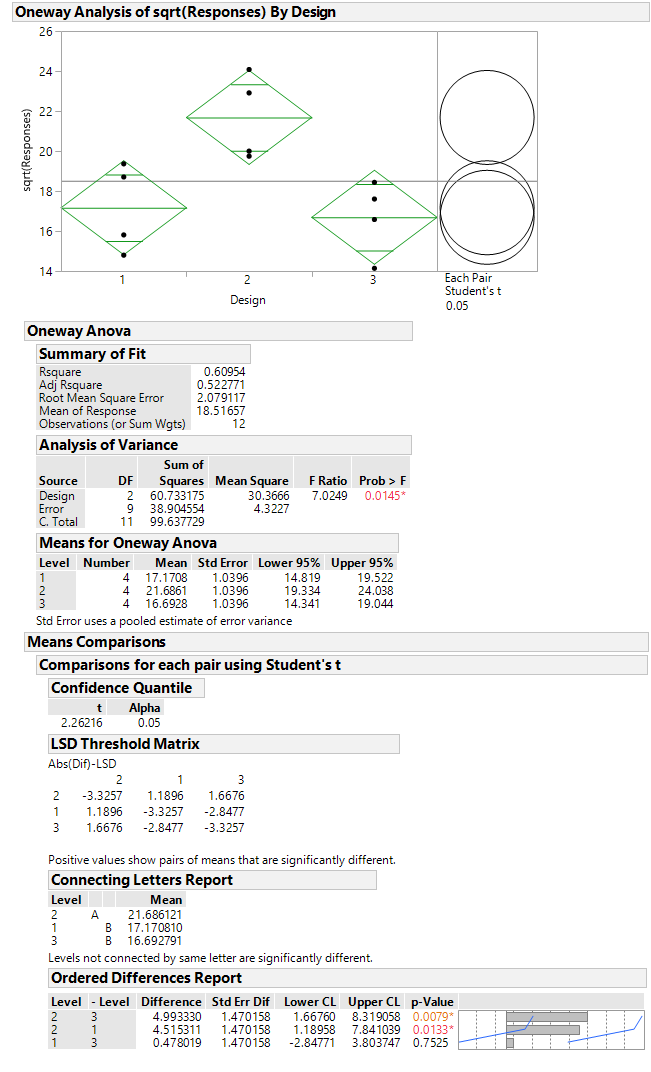 Oneway Analysis of sqrt(Responses) By Design
26
24
22
20
18
16
14
sqrt(Responses)
1 2 3
Design
Each Pair
Student's t
0.05
Oneway Anova
Summary of Fit
Rsquare 0.60954
Adj Rsquare 0.522771
Root Mean Square Error 2.079117
Mean of Response 18.51657
Observations (or Sum Wgts) 12
Analysis of Variance
Sum of
Source DF Squares Mean Square F Ratio Prob > F
Design 2 60.733175 30.3666 7.0249 0.0145*
Error 9 38.904554 4.3227
C. Total 11 99.637729
Means for Oneway Anova
Level Number Mean Std Error Lower 95% Upper 95%
1 4 17.1708 1.0396 14.819 19.522
2 4 21.6861 1.0396 19.334 24.038
3 4 16.6928 1.0396 14.341 19.044
Std Error uses a pooled estimate of error variance
Means Comparisons
Comparisons for each pair using Student's t
Confidence Quantile
t Alpha
2.26216 0.05
LSD Threshold Matrix
Abs(Dif)-LSD
2 1 3
2 -3.3257 1.1896 1.6676
1 1.1896 -3.3257 -2.8477
3 1.6676 -2.8477 -3.3257
Positive values show pairs of means that are significantly different.
Connecting Letters Report
Level Mean
2 A 21.686121
1 B 17.170810
3 B 16.692791
Levels not connected by same letter are significantly different.
Ordered Differences Report
Level - Level Difference Std Err Dif Lower CL Upper CL p-Value
2 3 4.993330 1.470158 1.66760 8.319058 0.0079*
2 1 4.515311 1.470158 1.18958 7.841039 0.0133*
1 3 0.478019 1.470158 -2.84771 3.803747 0.7525